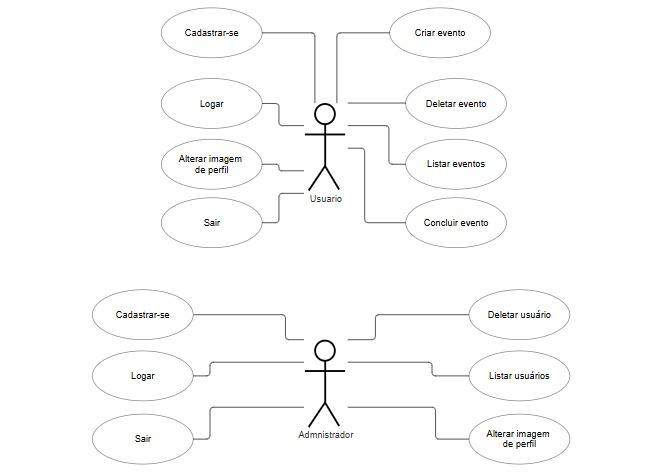 Cadastrar-se
Criar evento
Logar
Deletar evento
Alterar imagem
de perfil
Listar eventos
Usuario
Sair
Concluir evento
Cadastrar-se
Deletar usuário
Logar
Listar usuários
Sair
Admnistrador
Alterar imagem
de perfil